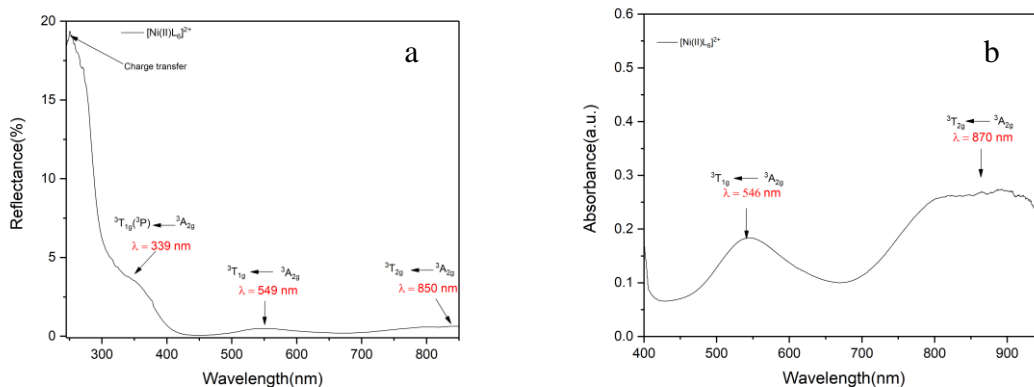 [Ni(II)L₆]²⁺
a
Charge transfer
³T₁g(³P) ← ³A₂g
λ = 339 nm
³T₁g ← ³A₂g
λ = 549 nm
³T₂g ← ³A₂g
λ = 850 nm
Reflectance(%)
20
15
10
5
0
300 400 500 600 700 800
Wavelength(nm)
[Ni(II)L₆]²⁺
b
³T₂g ← ³A₂g
λ = 870 nm
³T₁g ← ³A₂g
λ = 546 nm
Absorbance(a.u.)
0.6
0.5
0.4
0.3
0.2
0.1
0.0
400 500 600 700 800 900
Wavelength(nm)